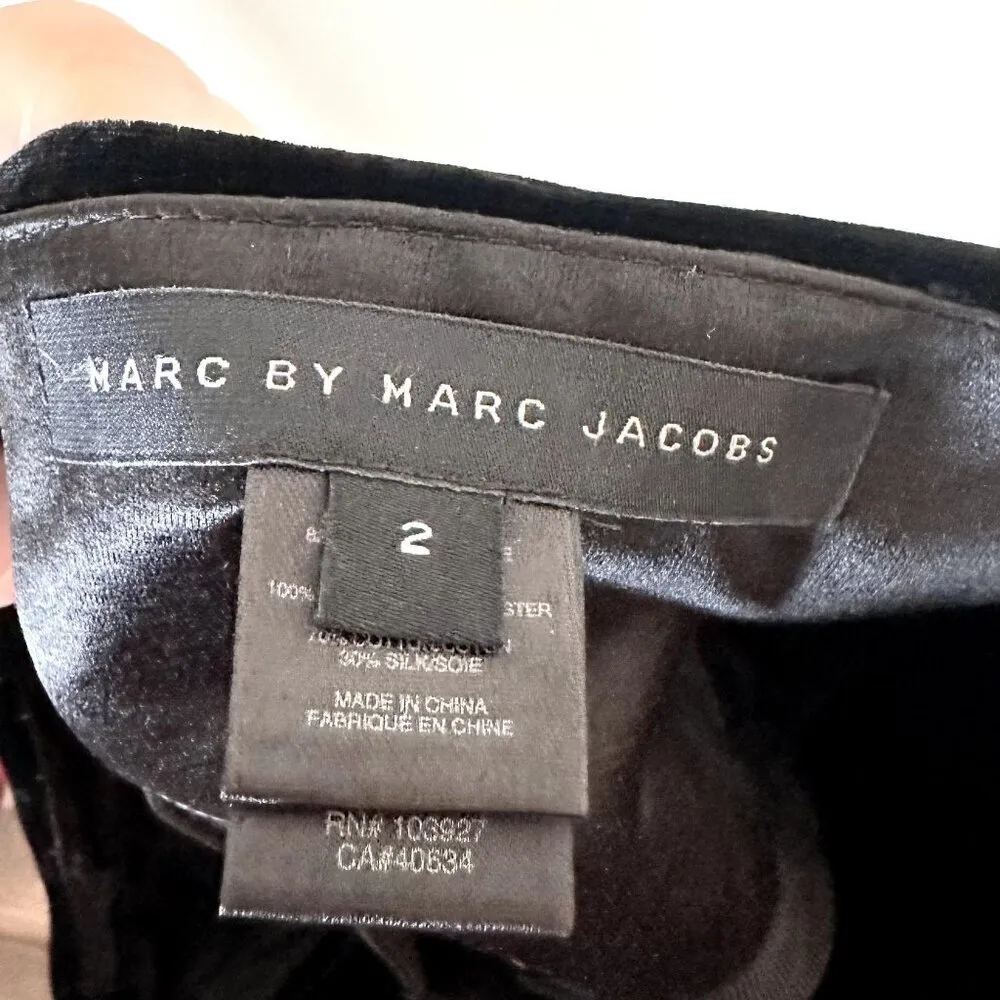 MARC BY MARC JACOBS
2
100%
30% SILK/SOIE
MADE IN CHINA
FABRIQUE EN CHINE
RN# 103927
CA#40634